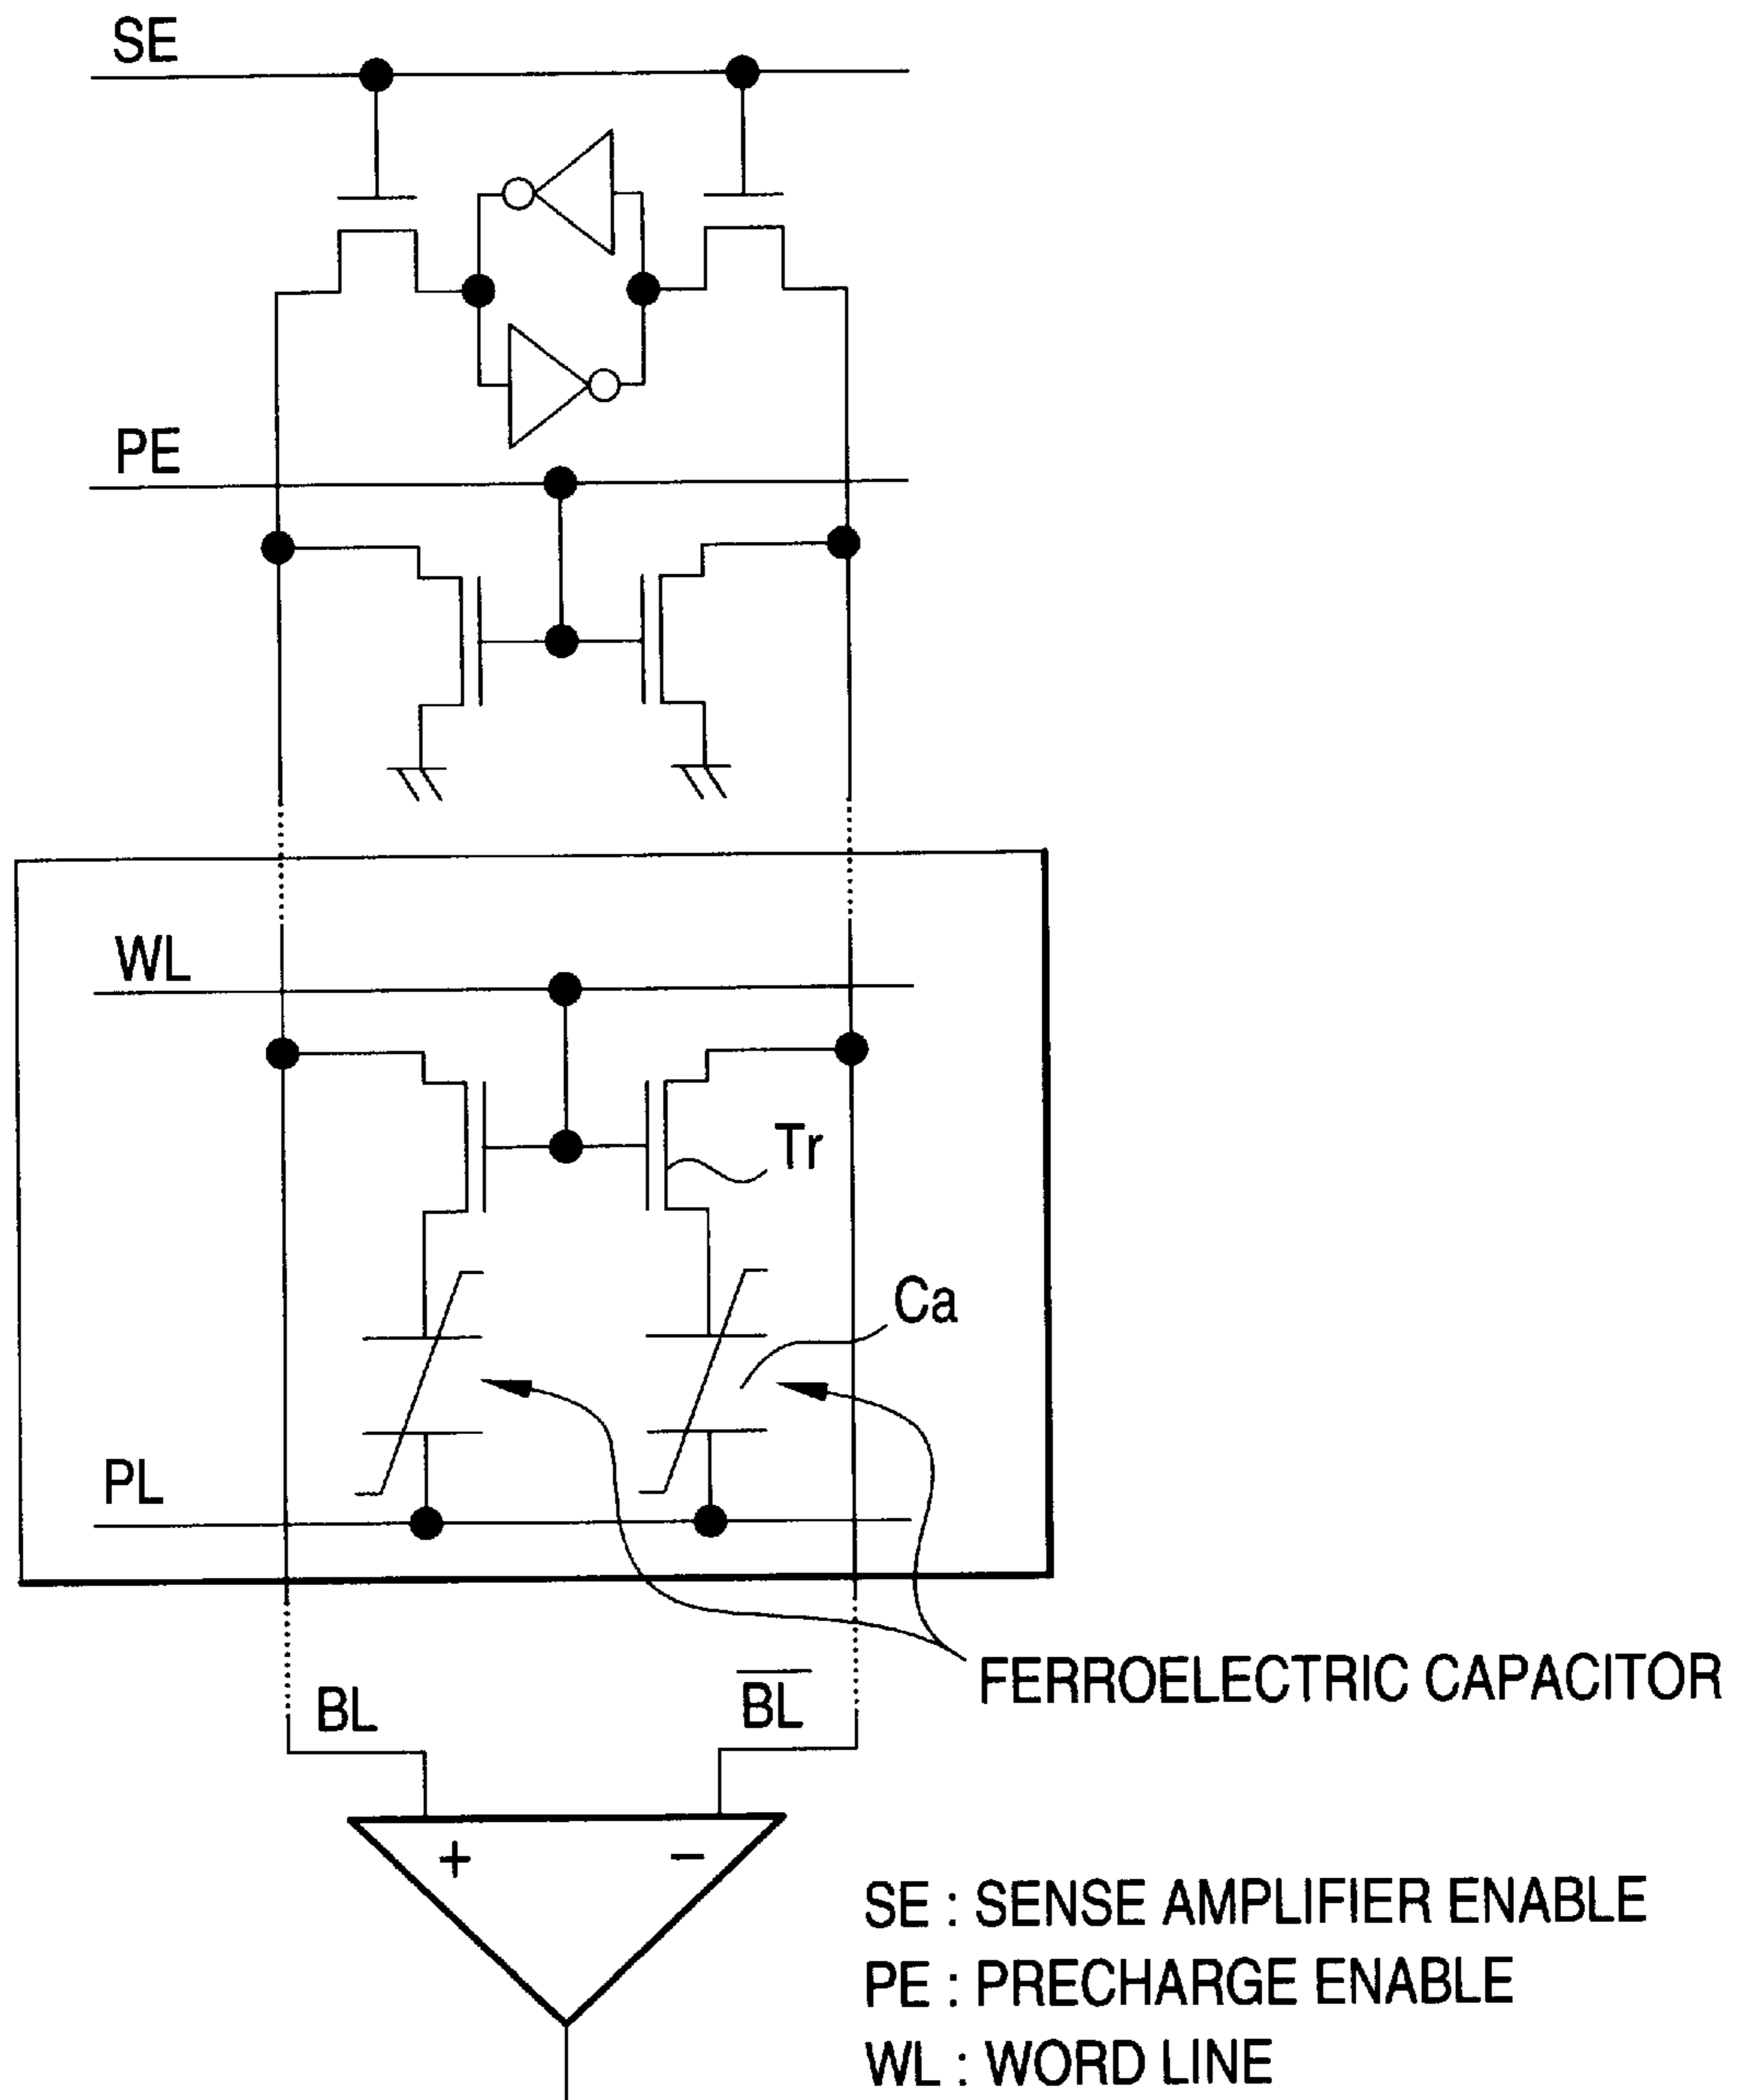 SE
PE
WL
Tr
Ca
PL
FERROELECTRIC CAPACITOR
BL
B̅L̅
+
−
SE : SENSE AMPLIFIER ENABLE
PE : PRECHARGE ENABLE
WL : WORD LINE